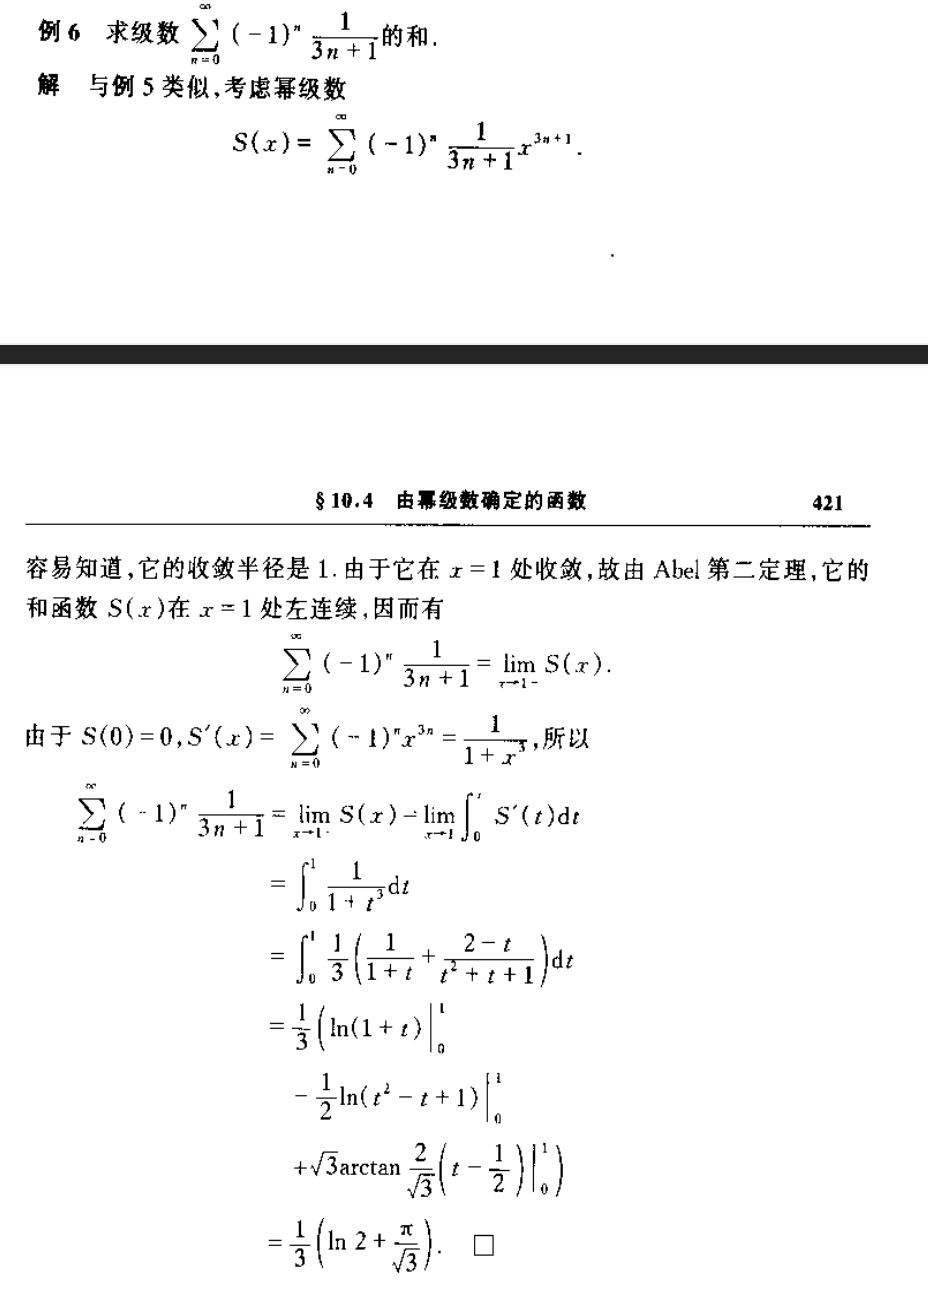 例 6 求级数 $\sum_{n=0}^{\infty} (-1)^n \frac{1}{3n+1}$ 的和.
解 与例 5 类似,考虑幂级数
$S(x) = \sum_{n=0}^{\infty} (-1)^n \frac{1}{3n+1} x^{3n+1}.$
§10.4 由幂级数确定的函数 421
容易知道,它的收敛半径是 1.由于它在 $x=1$ 处收敛,故由 Abel 第二定理,它的
和函数 $S(x)$在 $x=1$ 处左连续,因而有
$\sum_{n=0}^{\infty} (-1)^n \frac{1}{3n+1} = \lim_{x \to 1-} S(x).$
由于 $S(0)=0, S'(x) = \sum_{n=0}^{\infty} (-1)^n x^{3n} = \frac{1}{1+x^3}$,所以
$\sum_{n=0}^{\infty} (-1)^n \frac{1}{3n+1} = \lim_{x \to 1-} S(x) = \lim_{x \to 1} \int_0^x S'(t) dt$
$= \int_0^1 \frac{1}{1+t^3} dt$
$= \int_0^1 \frac{1}{3} \left( \frac{1}{1+t} + \frac{2-t}{t^2+t+1} \right) dt$
$= \frac{1}{3} \left( \ln(1+t) \Big|_0^1 \right.$
$- \frac{1}{2} \ln(t^2-t+1) \Big|_0^1$
$\left. + \sqrt{3} \arctan \frac{2}{\sqrt{3}} \left( t - \frac{1}{2} \right) \Big|_0^1 \right)$
$= \frac{1}{3} \left( \ln 2 + \frac{\pi}{\sqrt{3}} \right).$ □